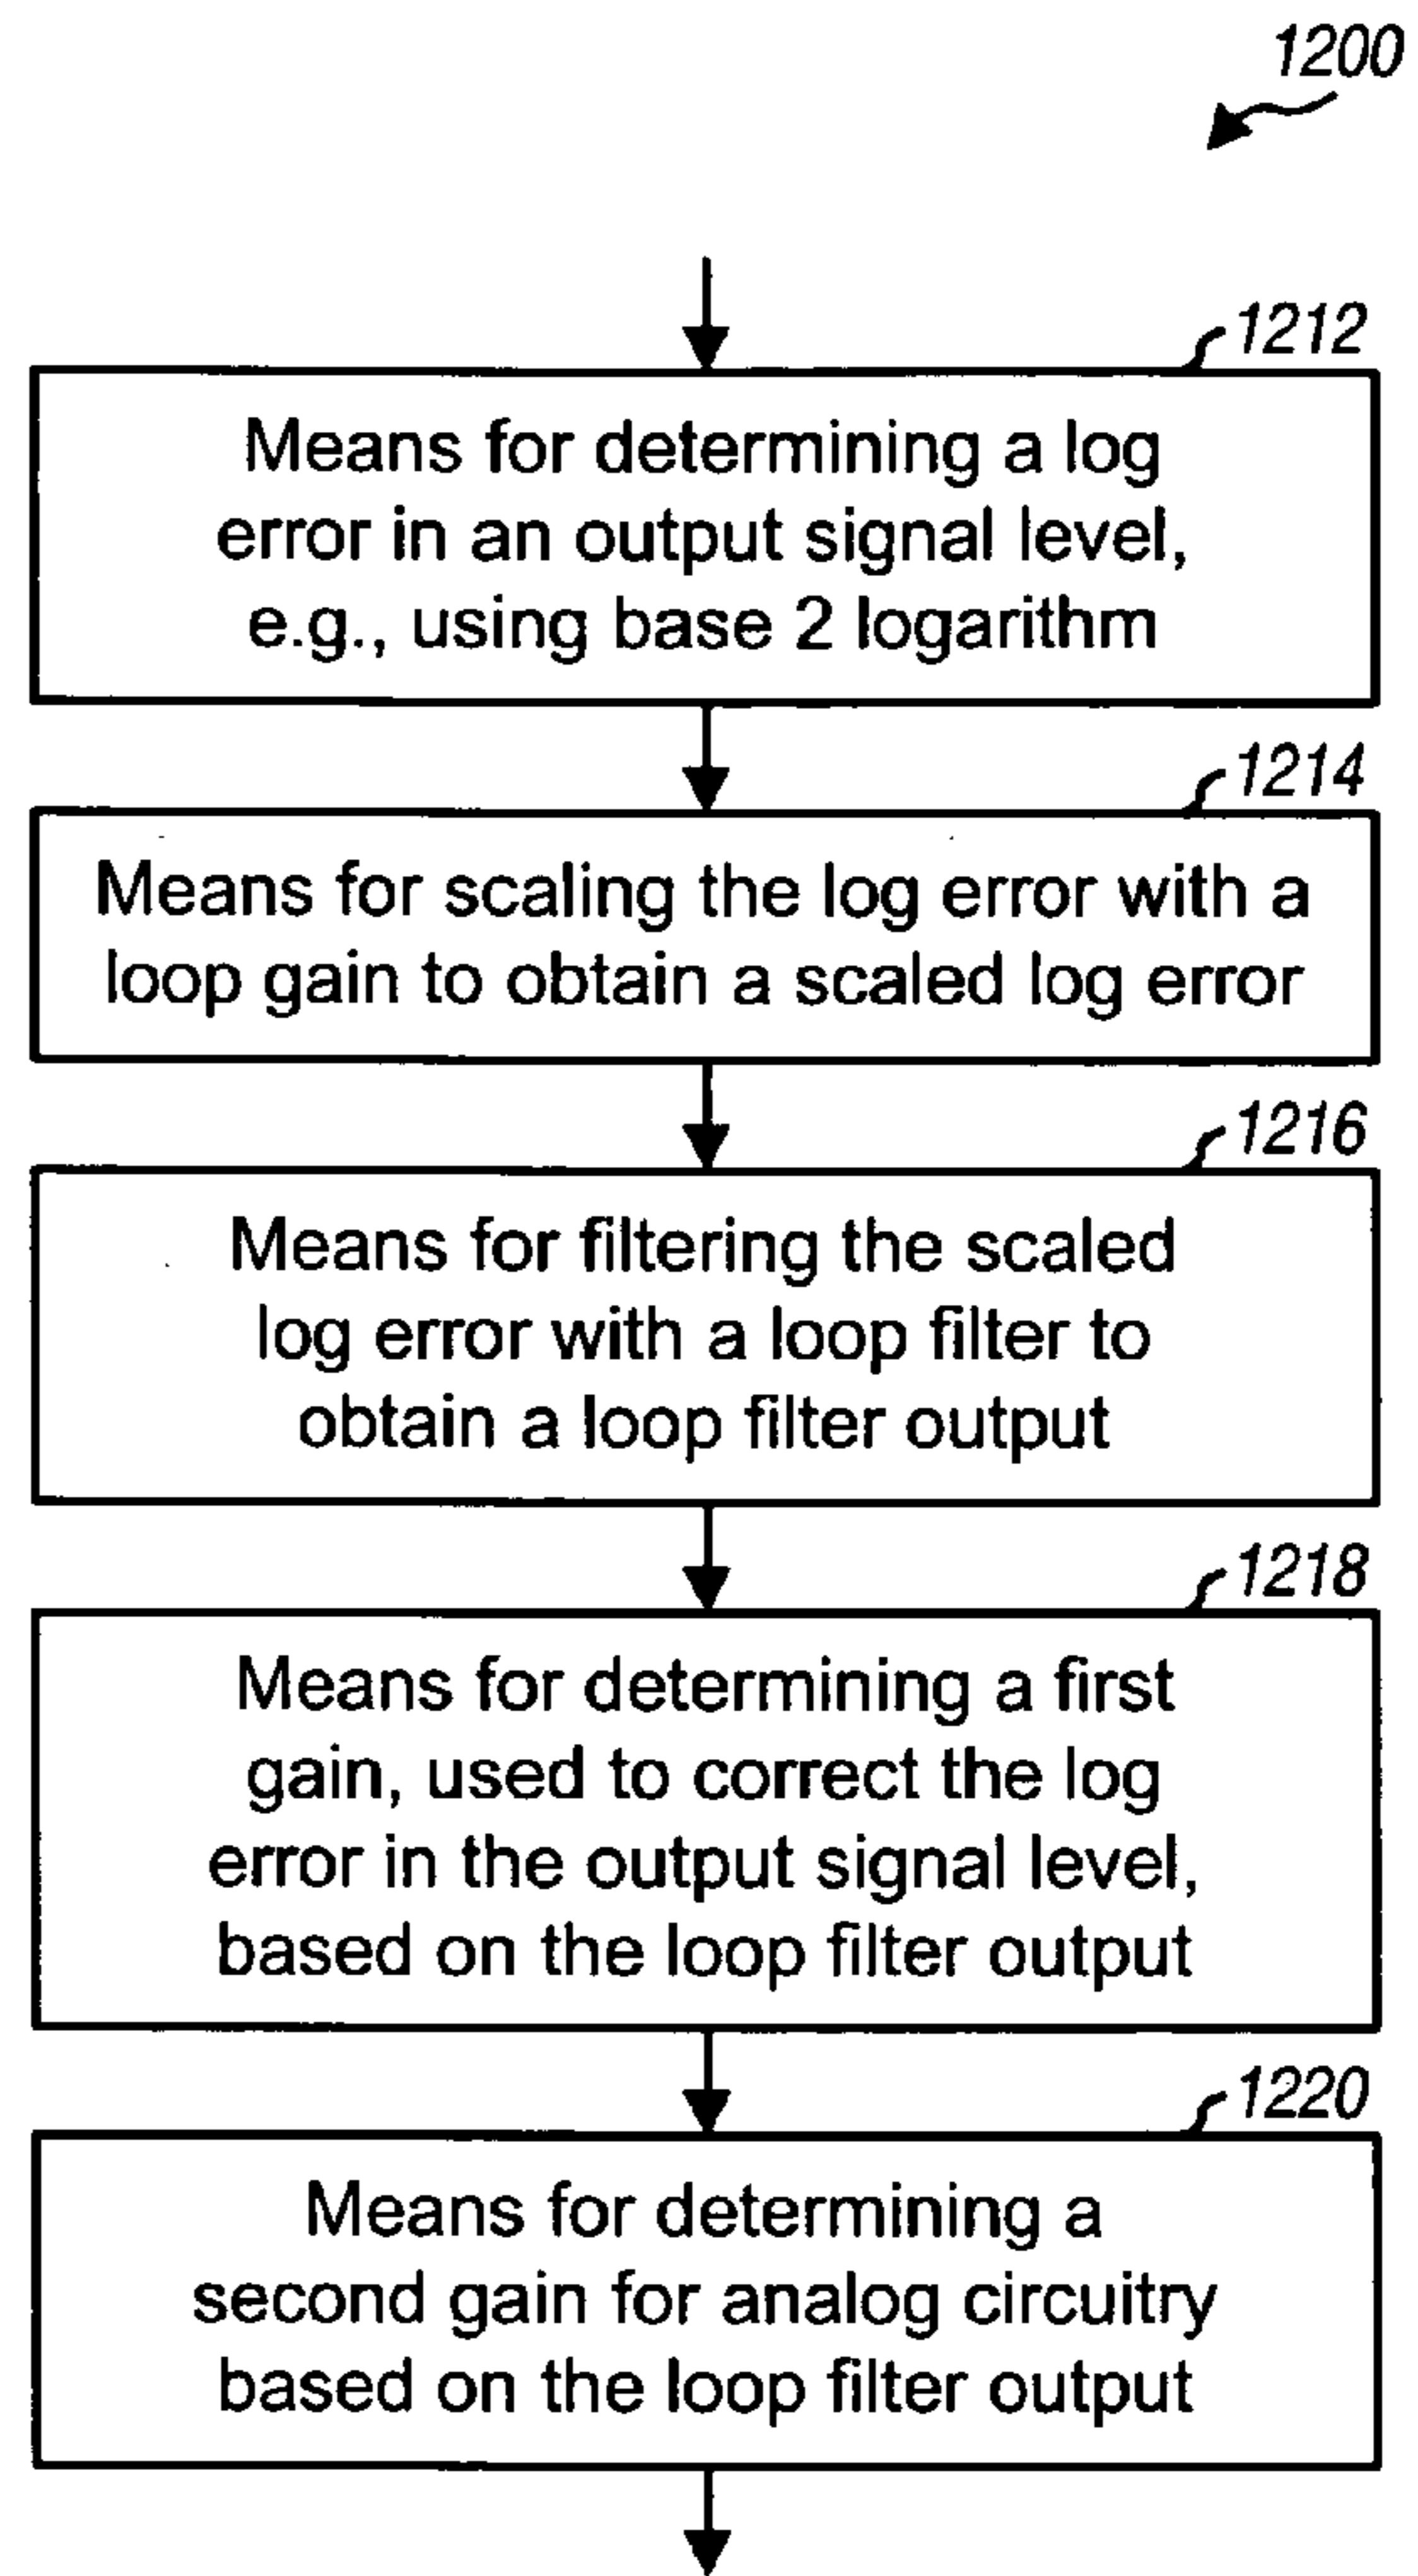 1200
1212
Means for determining a log
error in an output signal level,
e.g., using base 2 logarithm
1214
Means for scaling the log error with a
loop gain to obtain a scaled log error
1216
Means for filtering the scaled
log error with a loop filter to
obtain a loop filter output
1218
Means for determining a first
gain, used to correct the log
error in the output signal level,
based on the loop filter output
1220
Means for determining a
second gain for analog circuitry
based on the loop filter output